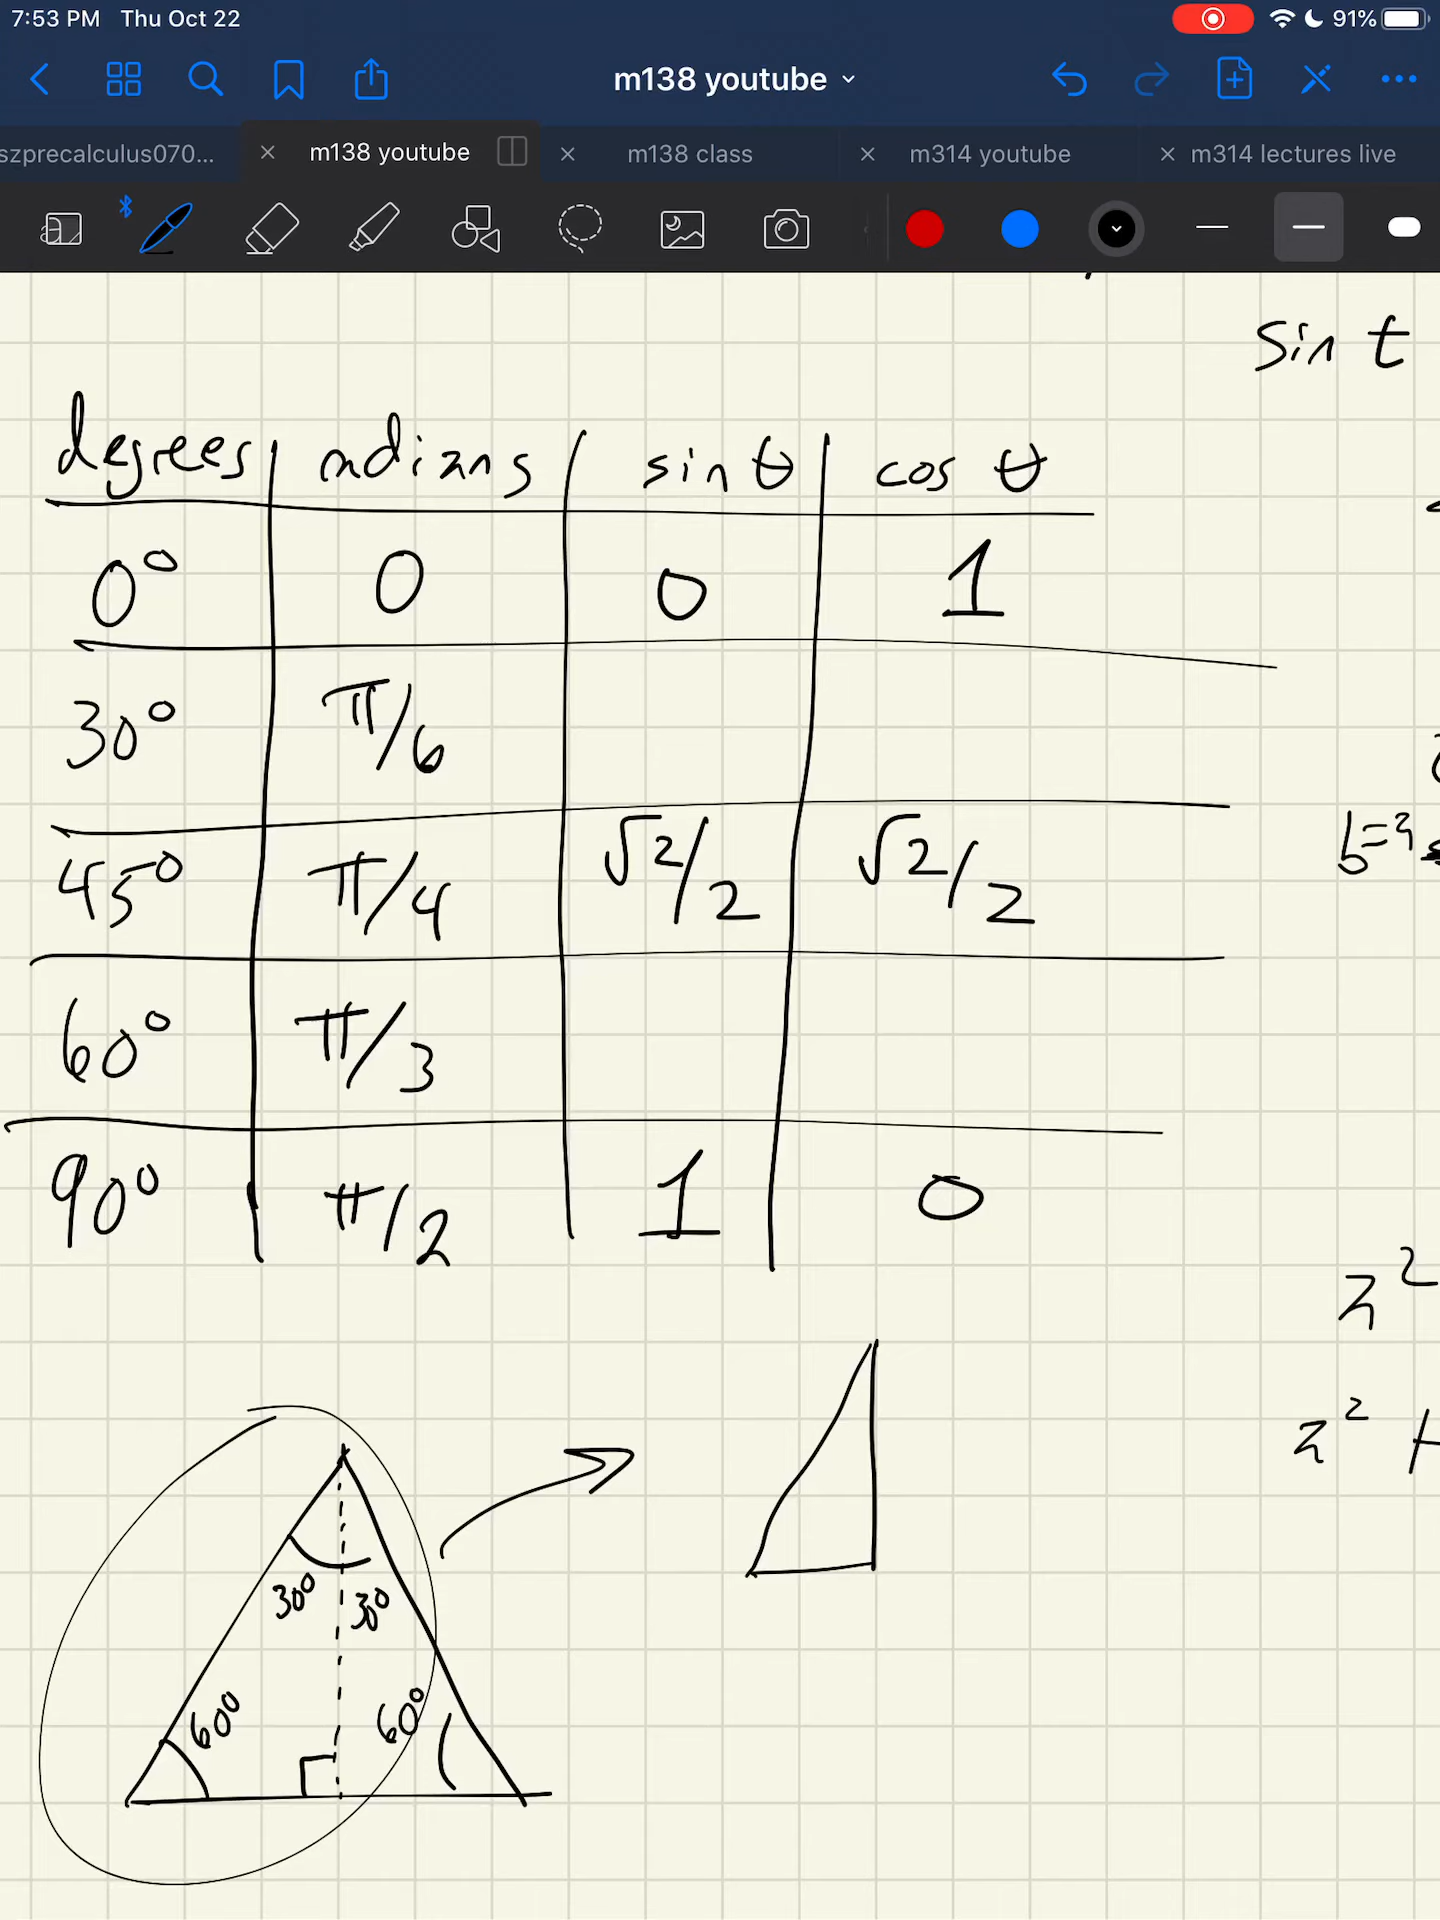 7:53 PM Thu Oct 22 91%
m138 youtube
szprecalculus070... m138 youtube m138 class m314 youtube m314 lectures live
sin t
degrees radians sin θ cos θ
0° 0 0 1
30° π/6
b=?
45° π/4 √2/2 √2/2
60° π/3
90° π/2 1 0
a²
a² +
30° 30°
60° 60°